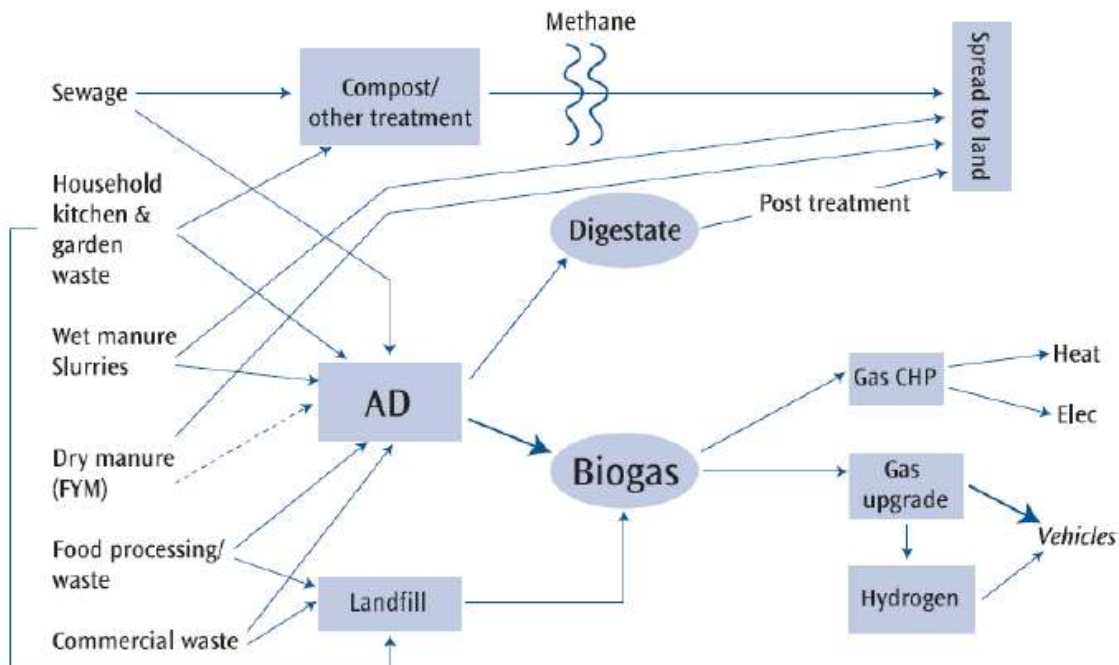 Methane
Sewage
Compost/
other treatment
Spread to land
Household
kitchen &
garden
waste
Digestate
Post treatment
Wet manure
Slurries
AD
Gas CHP
Heat
Elec
Dry manure
(FYM)
Biogas
Gas
upgrade
Vehicles
Food processing/
waste
Landfill
Hydrogen
Commercial waste